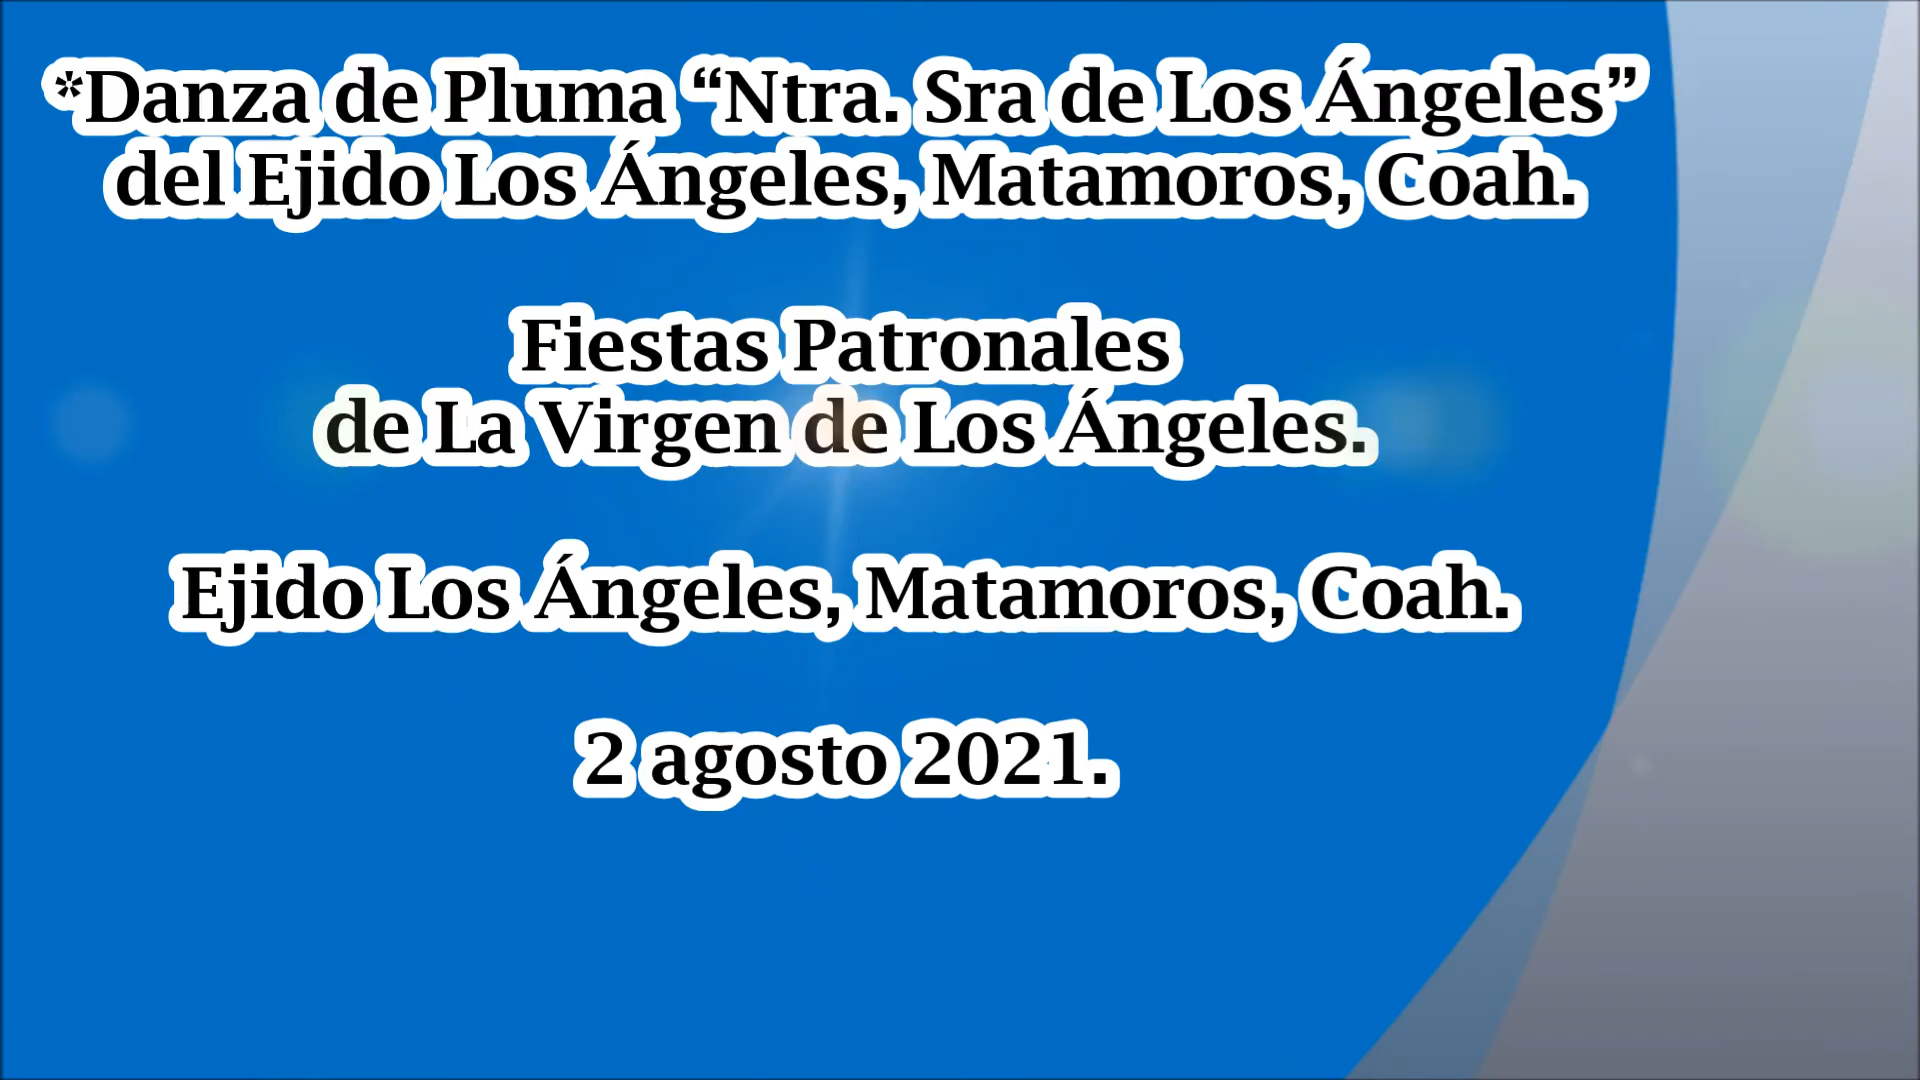 *Danza de Pluma “Ntra. Sra de Los Ángeles”
del Ejido Los Ángeles, Matamoros, Coah.
Fiestas Patronales
de La Virgen de Los Ángeles.
Ejido Los Ángeles, Matamoros, Coah.
2 agosto 2021.